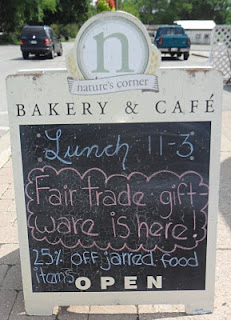 n
nature's corner
BAKERY & CAFÉ
Lunch 11-3
Fair trade gift
ware is here!
25% off jarred food
items
OPEN